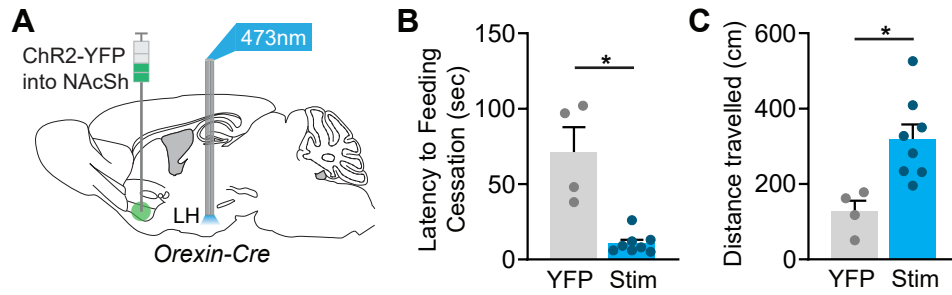 A
473nm
ChR2-YFP
into NAcSh
LH
Orexin-Cre
B
Latency to Feeding
Cessation (sec)
150
100
50
0
*
YFP
Stim
C
Distance travelled (cm)
600
400
200
0
*
YFP
Stim